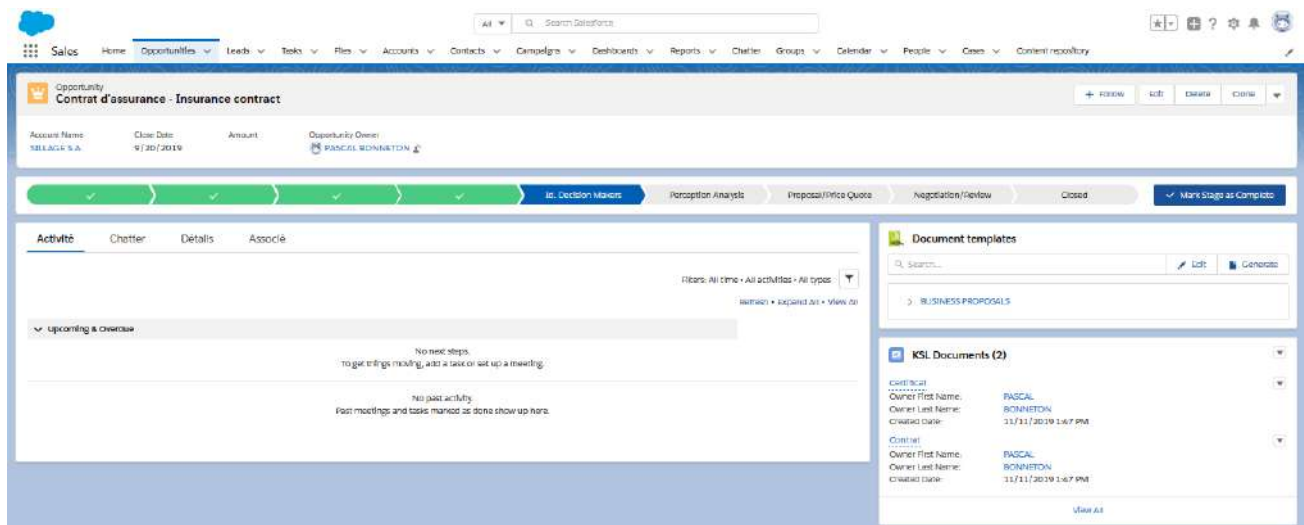 All
Search Salesforce
Sales Home Opportunities Leads Tasks Files Accounts Contacts Campaigns Dashboards Reports Chatter Groups Calendar People Cases Content repository
Opportunity
Contrat d'assurance - Insurance contract
+ Follow Edit Delete Clone
Account Name Close Date Amount Opportunity Owner
SILLAGE S.A. 9/20/2019 PASCAL BONNETON
Id. Decision Makers Perception Analysis Proposal/Price Quote Negotiation/Review Closed Mark Stage as Complete
Activité Chatter Détails Associé
Filters: All time • All activities • All types
Refresh • Expand All • View All
Upcoming & Overdue
No next steps.
To get things moving, add a task or set up a meeting.
No past activity.
Past meetings and tasks marked as done show up here.
Document templates
Search... Edit Generate
BUSINESS PROPOSALS
KSL Documents (2)
Certificat
Owner First Name: PASCAL
Owner Last Name: BONNETON
Created Date: 11/11/2019 1:47 PM
Contrat
Owner First Name: PASCAL
Owner Last Name: BONNETON
Created Date: 11/11/2019 1:47 PM
View All